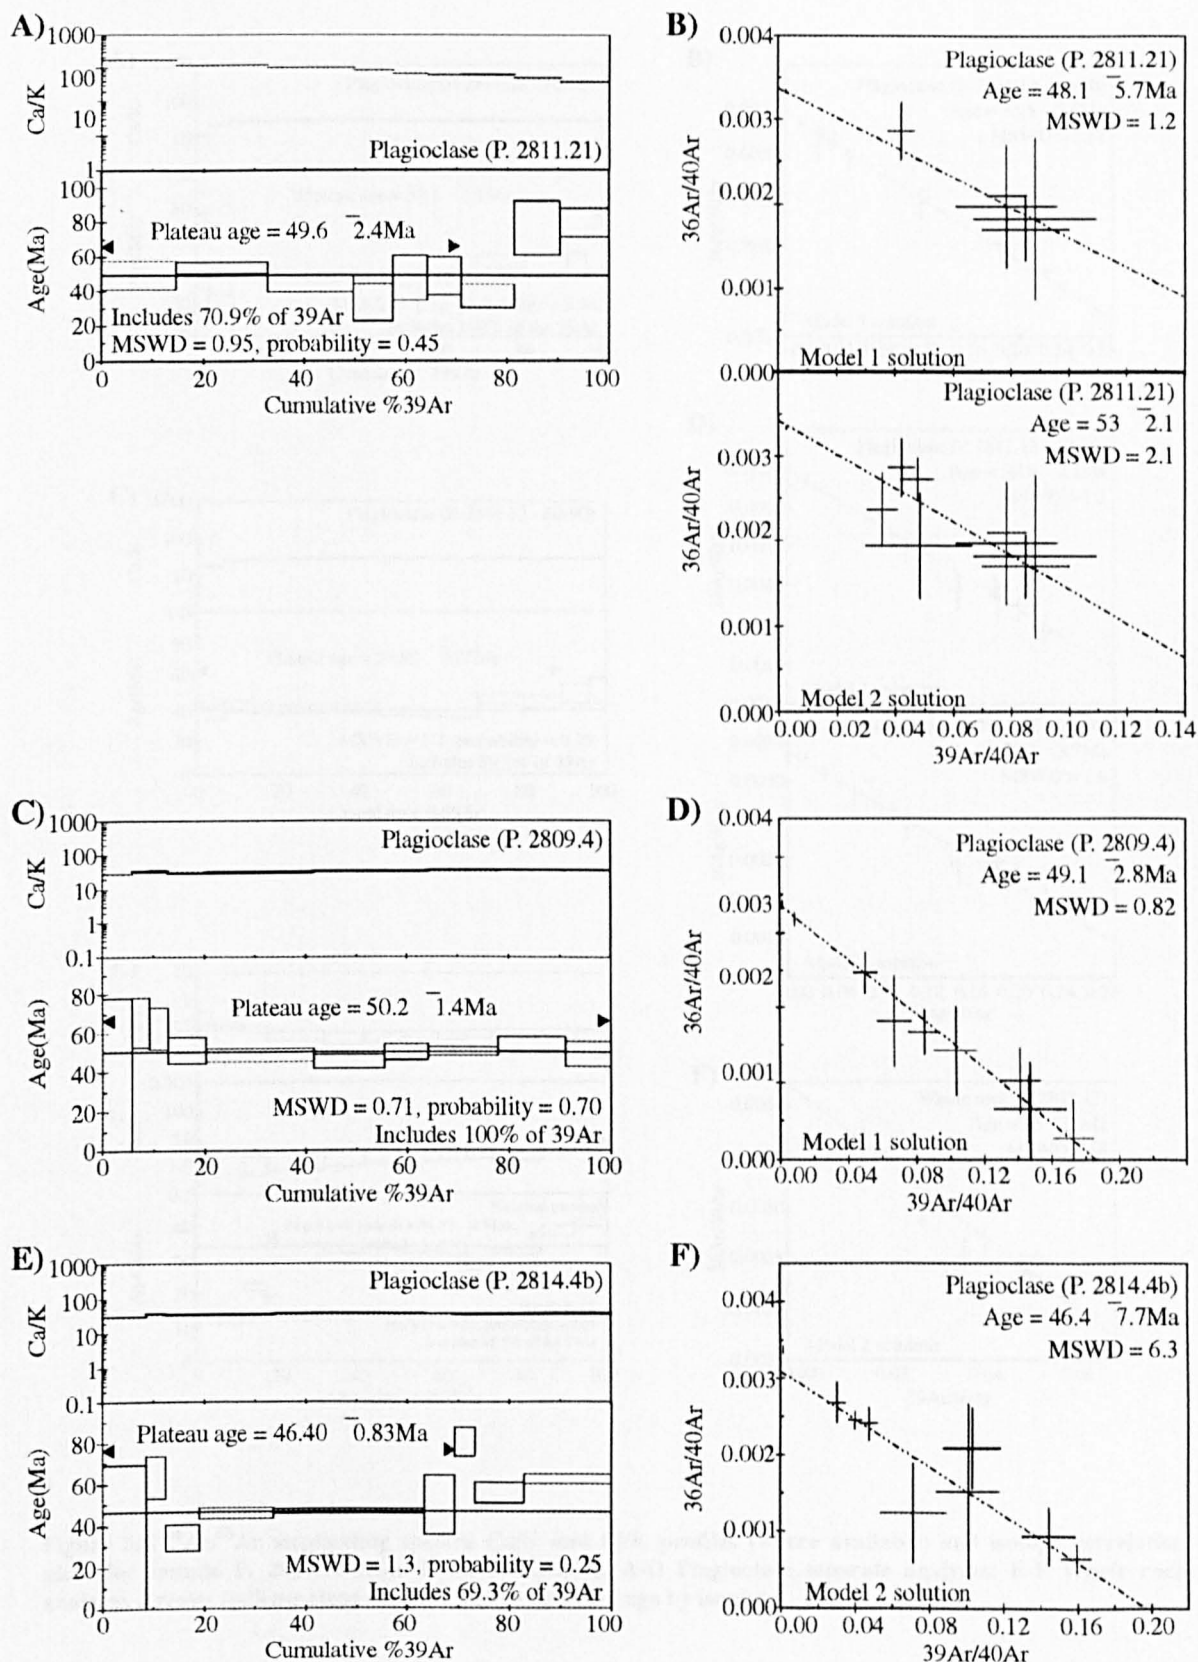 A)
1000
100
10
1
Ca/K
Plagioclase (P. 2811.21)
100
80
60
40
20
0
Age(Ma)
Plateau age = 49.6 ¯2.4Ma
Includes 70.9% of 39Ar
MSWD = 0.95, probability = 0.45
0 20 40 60 80 100
Cumulative %39Ar
B)
0.004
0.003
0.002
0.001
0.000
36Ar/40Ar
Plagioclase (P. 2811.21)
Age = 48.1 ¯5.7Ma
MSWD = 1.2
Model 1 solution
Plagioclase (P. 2811.21)
Age = 53 ¯2.1
MSWD = 2.1
0.003
0.002
0.001
0.000
36Ar/40Ar
Model 2 solution
0.00 0.02 0.04 0.06 0.08 0.10 0.12 0.14
39Ar/40Ar
C)
1000
100
10
1
0.1
Ca/K
Plagioclase (P. 2809.4)
80
60
40
20
0
Age(Ma)
Plateau age = 50.2 ¯1.4Ma
MSWD = 0.71, probability = 0.70
Includes 100% of 39Ar
0 20 40 60 80 100
Cumulative %39Ar
D)
0.004
0.003
0.002
0.001
0.000
36Ar/40Ar
Plagioclase (P. 2809.4)
Age = 49.1 ¯2.8Ma
MSWD = 0.82
Model 1 solution
0.00 0.04 0.08 0.12 0.16 0.20
39Ar/40Ar
E)
1000
100
10
1
0.1
Ca/K
Plagioclase (P. 2814.4b)
80
60
40
20
0
Age(Ma)
Plateau age = 46.40 ¯0.83Ma
MSWD = 1.3, probability = 0.25
Includes 69.3% of 39Ar
0 20 40 60 80 100
Cumulative %39Ar
F)
0.004
0.003
0.002
0.001
0.000
36Ar/40Ar
Plagioclase (P. 2814.4b)
Age = 46.4 ¯7.7Ma
MSWD = 6.3
Model 2 solution
0.00 0.04 0.08 0.12 0.16 0.20
39Ar/40Ar